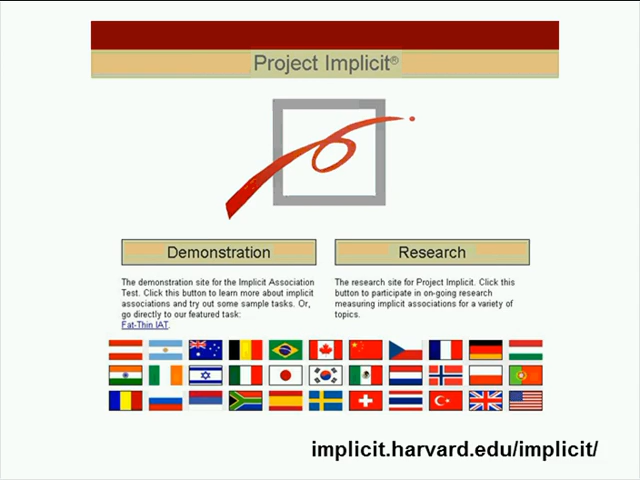 Project Implicit®
Demonstration
Research
The demonstration site for the Implicit Association
Test. Click this button to learn more about implicit
associations and try out some sample tasks. Or,
go directly to our featured task:
Fat-Thin IAT.
The research site for Project Implicit. Click this
button to participate in on-going research
measuring implicit associations for a variety of
topics.
implicit.harvard.edu/implicit/